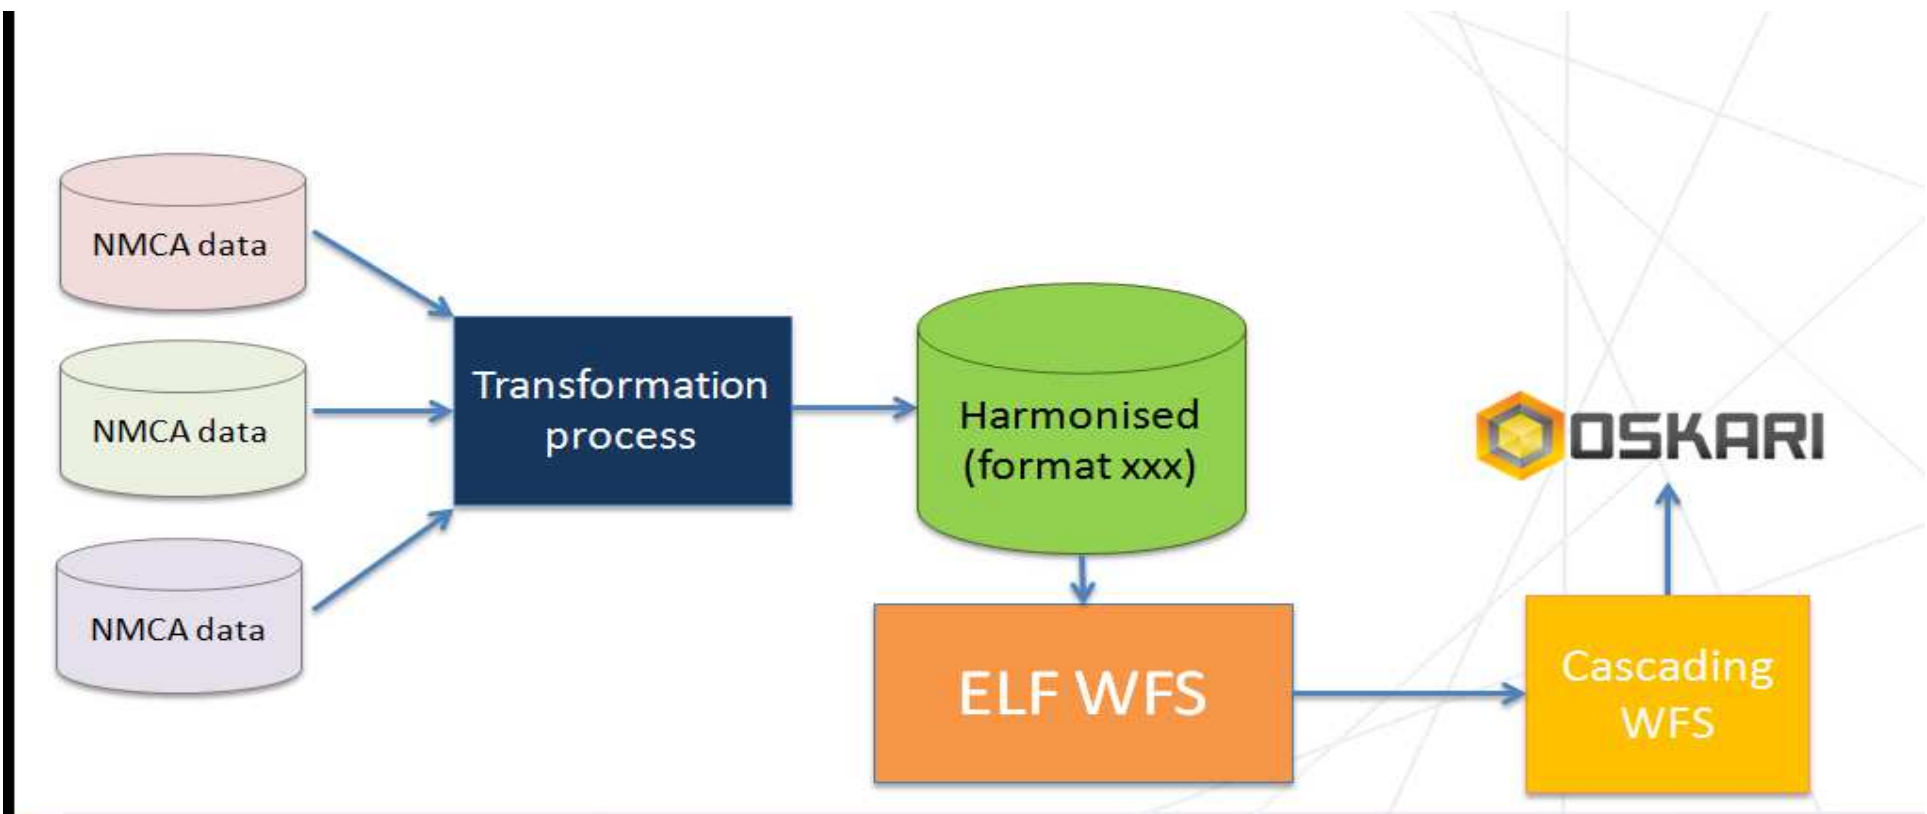 NMCA data
NMCA data
NMCA data
Transformation
process
Harmonised
(format xxx)
ELF WFS
Cascading
WFS
OSKARI